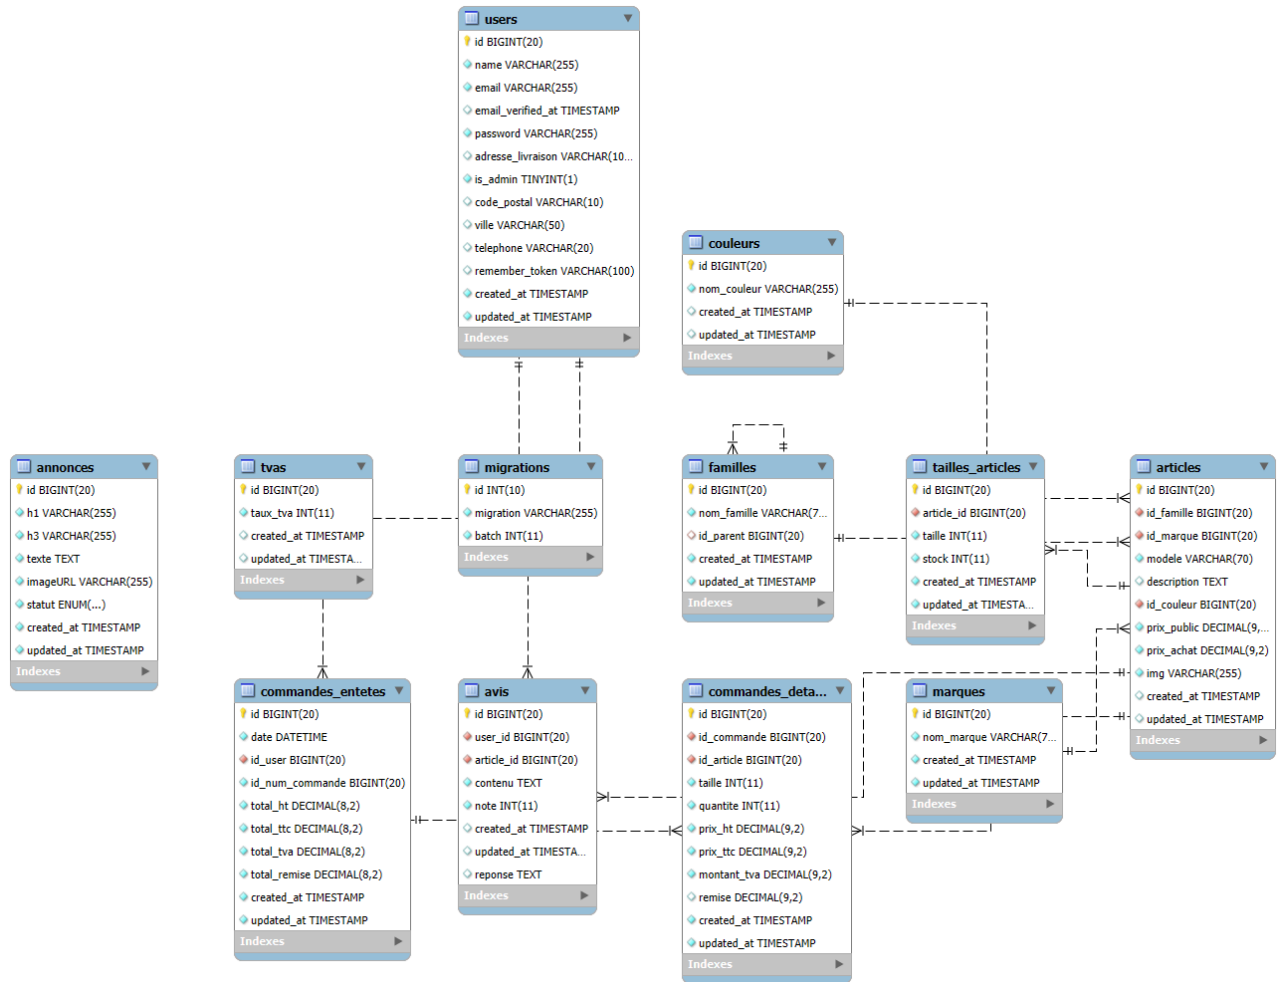 users
id BIGINT(20)
name VARCHAR(255)
email VARCHAR(255)
email_verified_at TIMESTAMP
password VARCHAR(255)
adresse_livraison VARCHAR(10...
is_admin TINYINT(1)
code_postal VARCHAR(10)
ville VARCHAR(50)
telephone VARCHAR(20)
remember_token VARCHAR(100)
created_at TIMESTAMP
updated_at TIMESTAMP
Indexes
couleurs
id BIGINT(20)
nom_couleur VARCHAR(255)
created_at TIMESTAMP
updated_at TIMESTAMP
Indexes
annonces
id BIGINT(20)
h1 VARCHAR(255)
h3 VARCHAR(255)
texte TEXT
imageURL VARCHAR(255)
statut ENUM(...)
created_at TIMESTAMP
updated_at TIMESTAMP
Indexes
tvas
id BIGINT(20)
taux_tva INT(11)
created_at TIMESTAMP
updated_at TIMESTA...
Indexes
migrations
id INT(10)
migration VARCHAR(255)
batch INT(11)
Indexes
familles
id BIGINT(20)
nom_famille VARCHAR(7...
id_parent BIGINT(20)
created_at TIMESTAMP
updated_at TIMESTAMP
Indexes
tailles_articles
id BIGINT(20)
article_id BIGINT(20)
taille INT(11)
stock INT(11)
created_at TIMESTAMP
updated_at TIMESTA...
Indexes
articles
id BIGINT(20)
id_famille BIGINT(20)
id_marque BIGINT(20)
modele VARCHAR(70)
description TEXT
id_couleur BIGINT(20)
prix_public DECIMAL(9,...
prix_achat DECIMAL(9,2)
img VARCHAR(255)
created_at TIMESTAMP
updated_at TIMESTAMP
Indexes
commandes_entetes
id BIGINT(20)
date DATETIME
id_user BIGINT(20)
id_num_commande BIGINT(20)
total_ht DECIMAL(8,2)
total_ttc DECIMAL(8,2)
total_tva DECIMAL(8,2)
total_remise DECIMAL(8,2)
created_at TIMESTAMP
updated_at TIMESTAMP
Indexes
avis
id BIGINT(20)
user_id BIGINT(20)
article_id BIGINT(20)
contenu TEXT
note INT(11)
created_at TIMESTAMP
updated_at TIMESTA...
reponse TEXT
Indexes
commandes_deta...
id BIGINT(20)
id_commande BIGINT(20)
id_article BIGINT(20)
taille INT(11)
quantite INT(11)
prix_ht DECIMAL(9,2)
prix_ttc DECIMAL(9,2)
montant_tva DECIMAL(9,2)
remise DECIMAL(9,2)
created_at TIMESTAMP
updated_at TIMESTAMP
Indexes
marques
id BIGINT(20)
nom_marque VARCHAR(7...
created_at TIMESTAMP
updated_at TIMESTAMP
Indexes